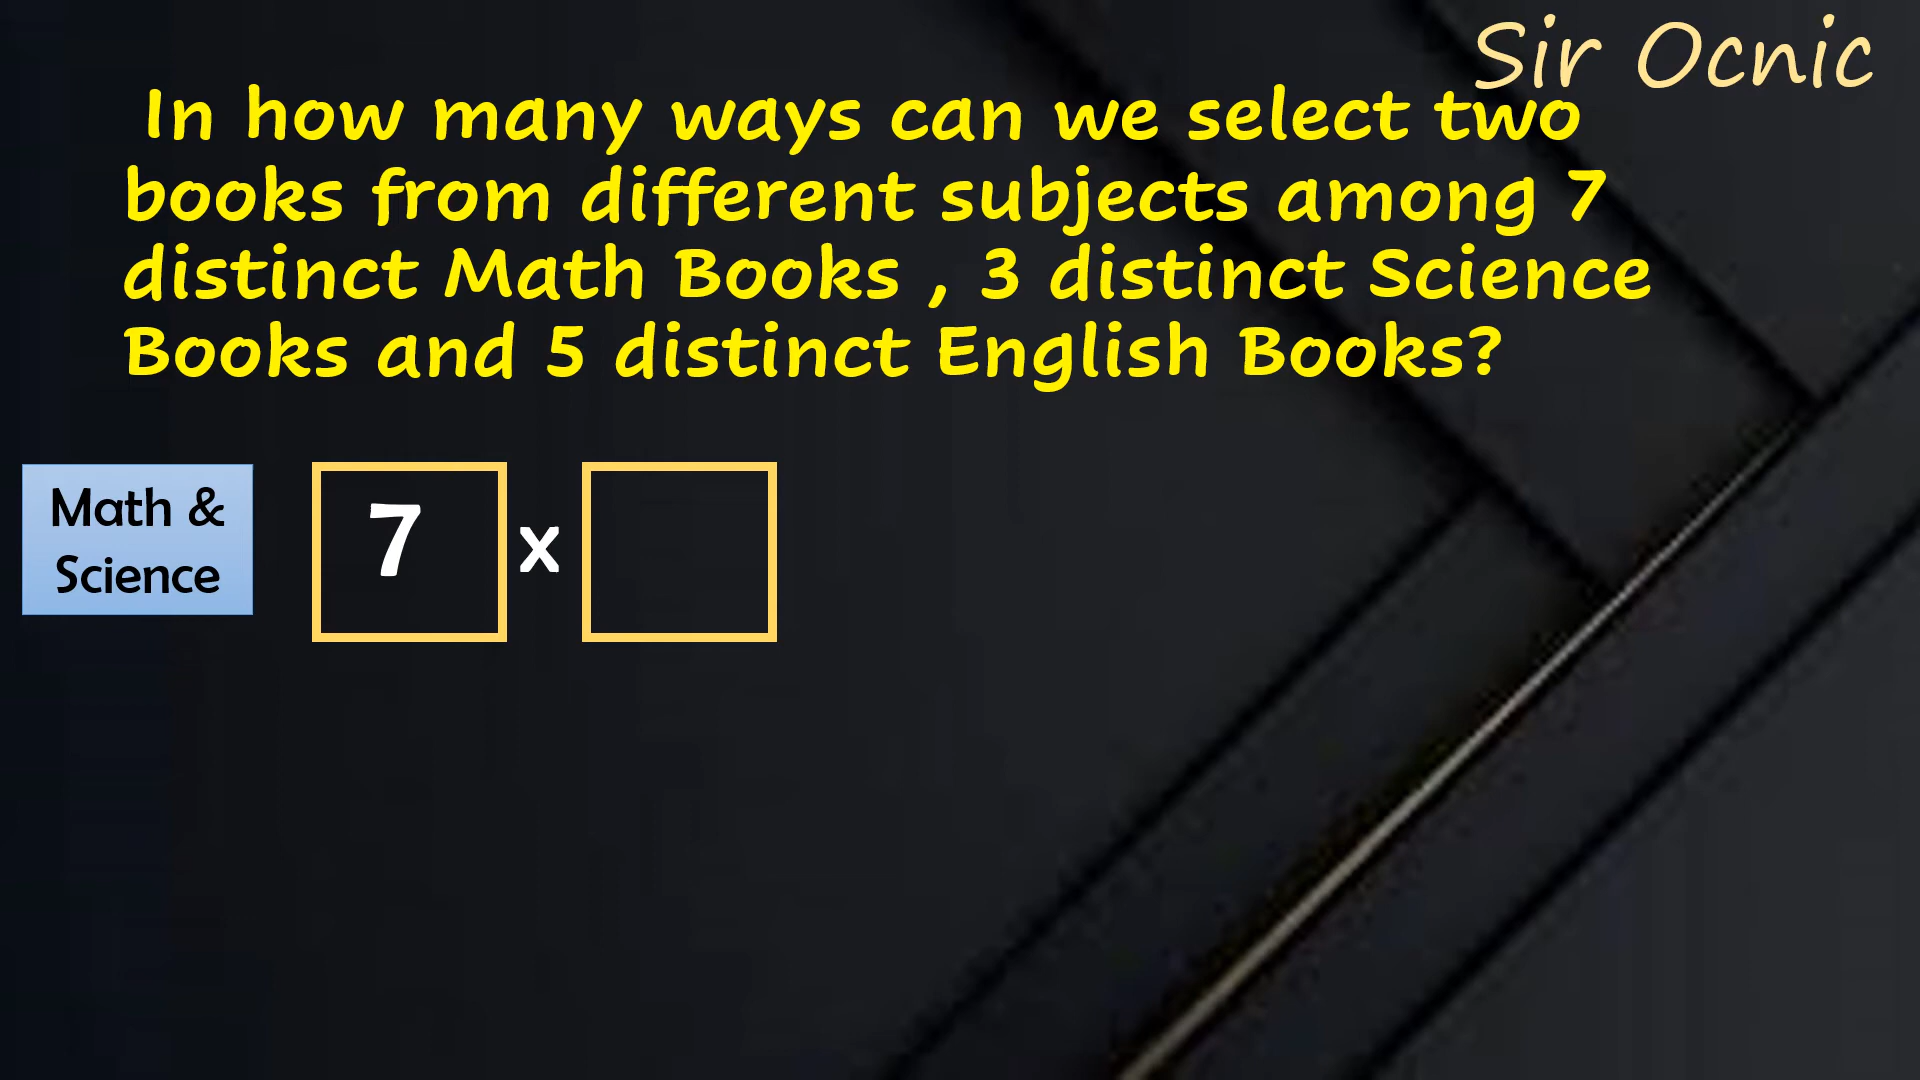 Sir Ocnic
In how many ways can we select two
books from different subjects among 7
distinct Math Books , 3 distinct Science
Books and 5 distinct English Books?
Math &
Science
7 x